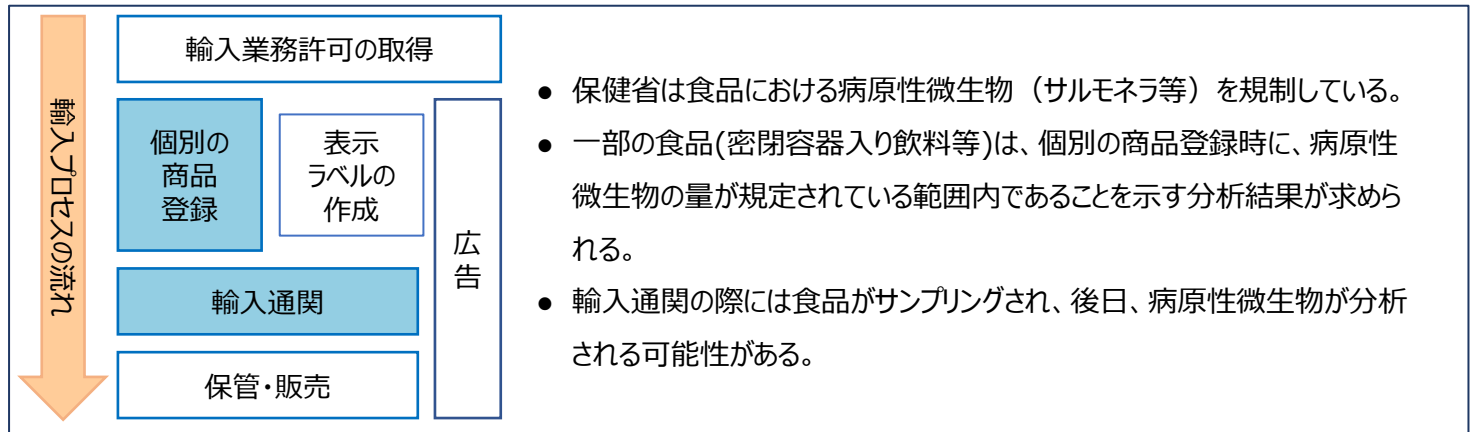 輸入プロセスの流れ
輸入業務許可の取得
個別の
商品
登録
表示
ラベルの
作成
広
告
輸入通関
保管・販売
● 保健省は食品における病原性微生物（サルモネラ等）を規制している。
● 一部の食品(密閉容器入り飲料等)は、個別の商品登録時に、病原性
微生物の量が規定されている範囲内であることを示す分析結果が求めら
れる。
● 輸入通関の際には食品がサンプリングされ、後日、病原性微生物が分析
される可能性がある。